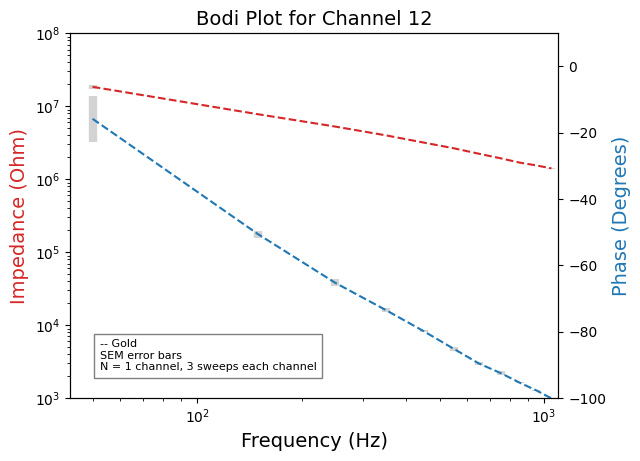 Bodi Plot for Channel 12
10^8
10^7
10^6
10^5
10^4
10^3
Impedance (Ohm)
0
−20
−40
−60
−80
−100
Phase (Degrees)
-- Gold
SEM error bars
N = 1 channel, 3 sweeps each channel
10^2
10^3
Frequency (Hz)